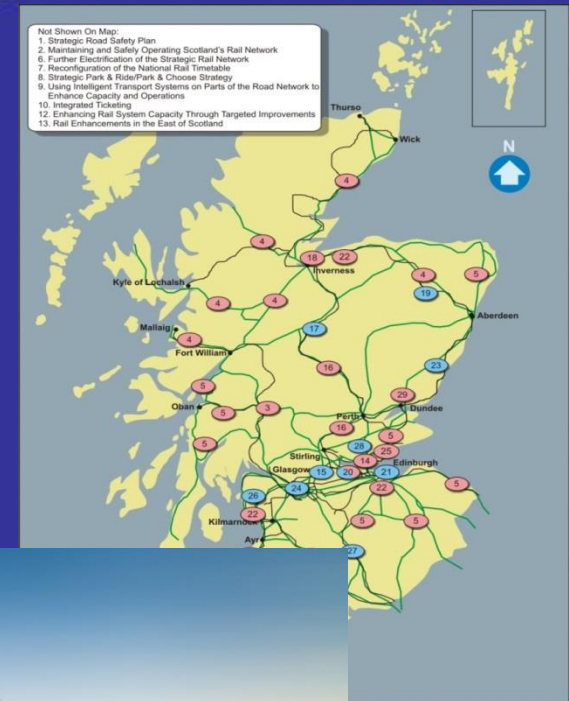 Not Shown On Map:
1. Strategic Road Safety Plan
2. Maintaining and Safely Operating Scotland's Rail Network
6. Further Electrification of the Strategic Rail Network
7. Reconfiguration of the National Rail Timetable
8. Strategic Park & Ride/Park & Choose Strategy
9. Using Intelligent Transport Systems on Parts of the Road Network to
Enhance Capacity and Operations
10. Integrated Ticketing
12. Enhancing Rail System Capacity Through Targeted Improvements
13. Rail Enhancements in the East of Scotland
Thurso
Wick
N
4
4
18
22
Inverness
4
5
Kyle of Lochalsh
19
4
4
Aberdeen
Mallaig
17
4
Fort William
16
23
5
29
Oban
5
3
Dundee
Perth
16
5
5
28
25
Stirling
14
Edinburgh
Glasgow
15
20
21
24
22
5
26
22
Kilmarnock
5
5
Ayr
27